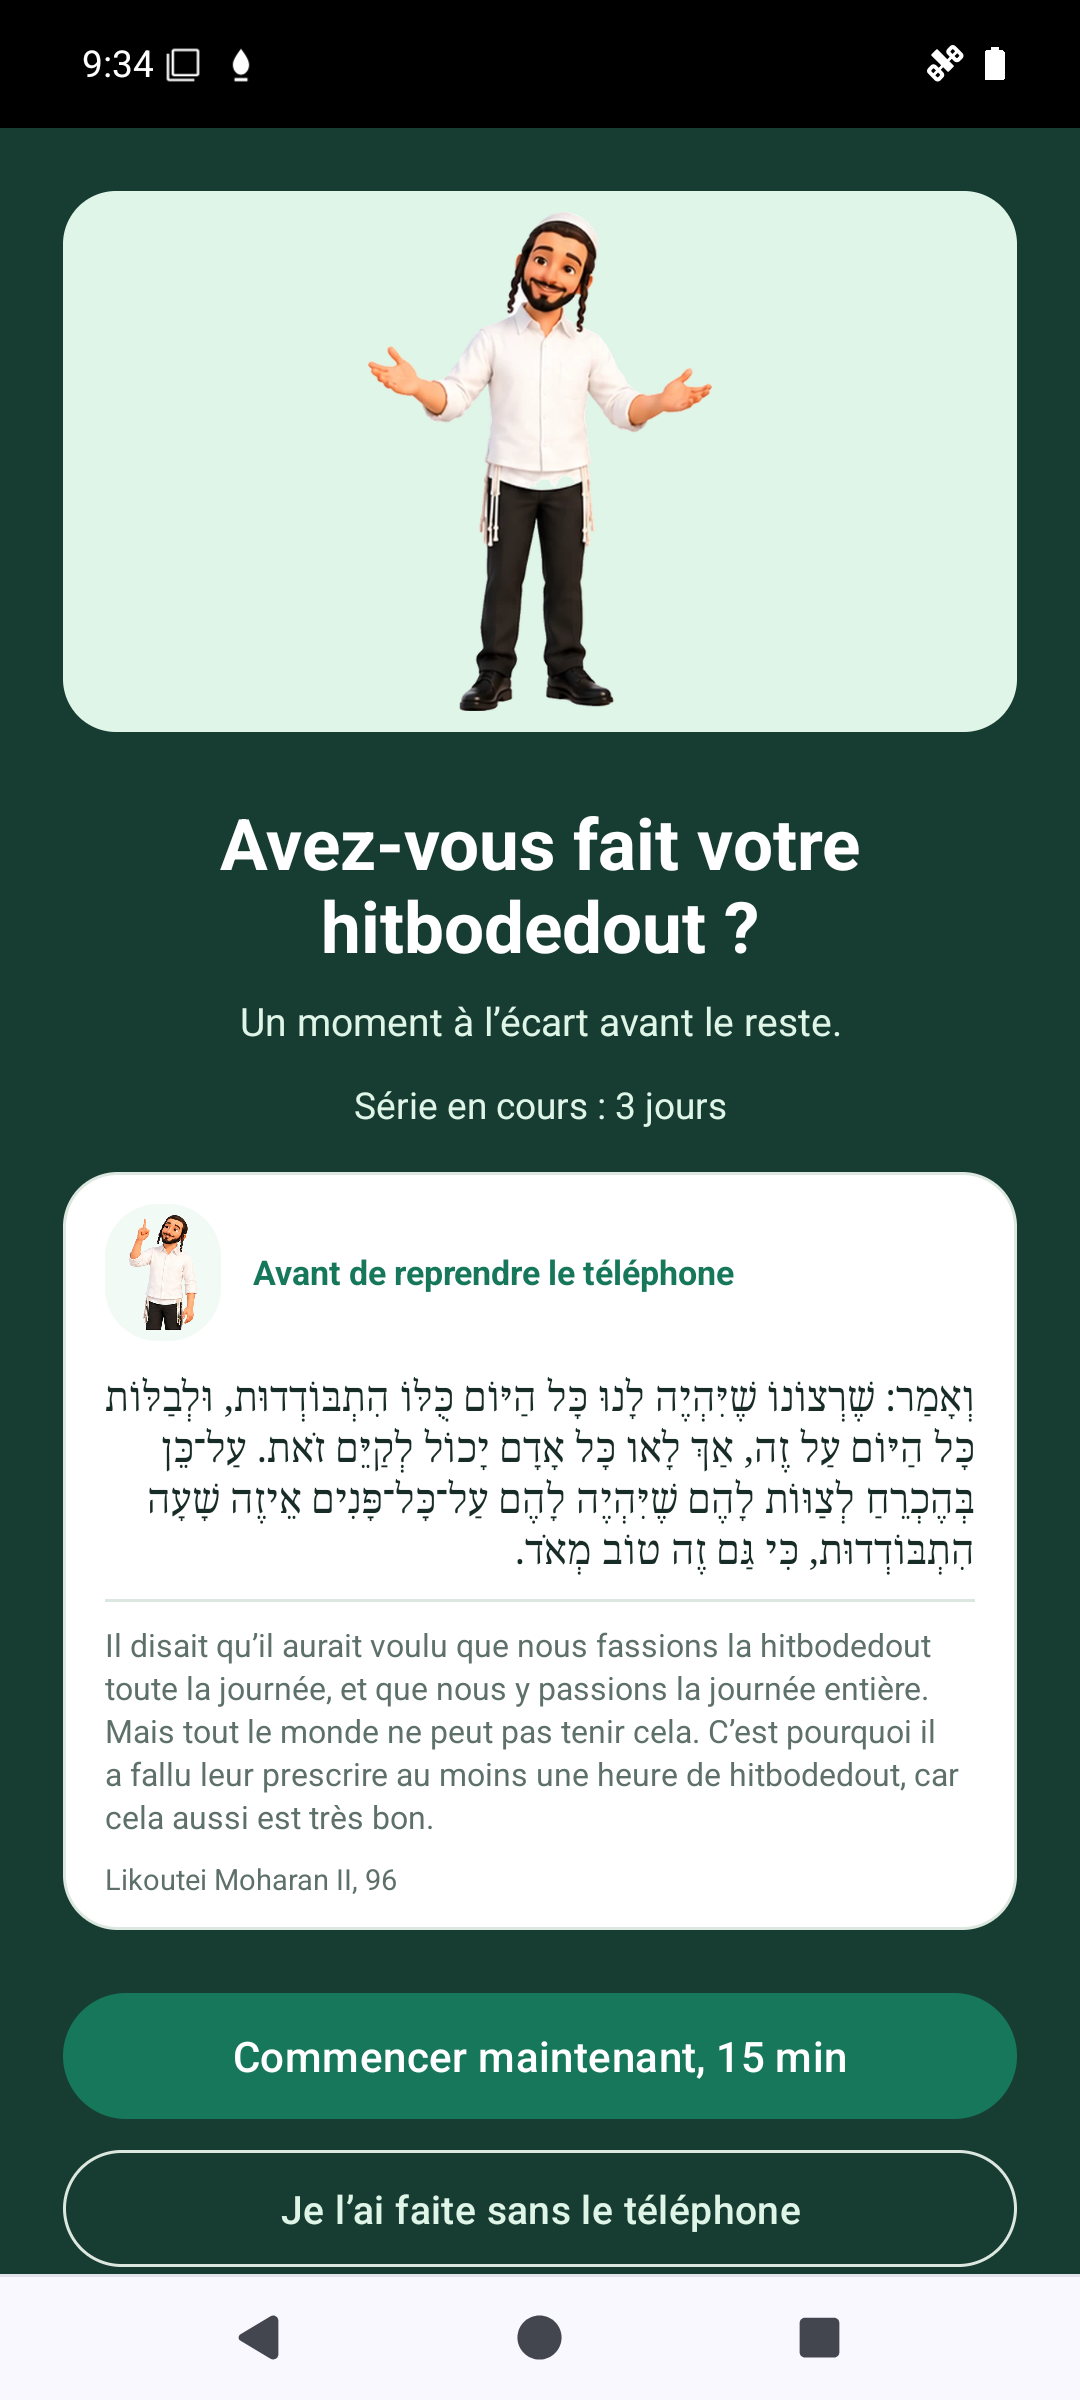 9:34
Avez-vous fait votre
hitbodedout ?
Un moment à l’écart avant le reste.
Série en cours : 3 jours
Avant de reprendre le téléphone
וְאָמַר: שֶׁרְצוֹנוֹ שֶׁיִּהְיֶה לָנוּ כָּל הַיּוֹם כֻּלּוֹ הִתְבּוֹדְדוּת, וּלְבַלּוֹת
כָּל הַיּוֹם עַל זֶה, אַךְ לָאו כָּל אָדָם יָכוֹל לְקַיֵּם זֹאת. עַל־כֵּן
בְּהֶכְרֵחַ לְצַוּוֹת לָהֶם שֶׁיִּהְיֶה לָהֶם עַל־כָּל־פָּנִים אֵיזֶה שָׁעָה
הִתְבּוֹדְדוּת, כִּי גַּם זֶה טוֹב מְאֹד.
Il disait qu’il aurait voulu que nous fassions la hitbodedout
toute la journée, et que nous y passions la journée entière.
Mais tout le monde ne peut pas tenir cela. C’est pourquoi il
a fallu leur prescrire au moins une heure de hitbodedout, car
cela aussi est très bon.
Likoutei Moharan II, 96
Commencer maintenant, 15 min
Je l’ai faite sans le téléphone